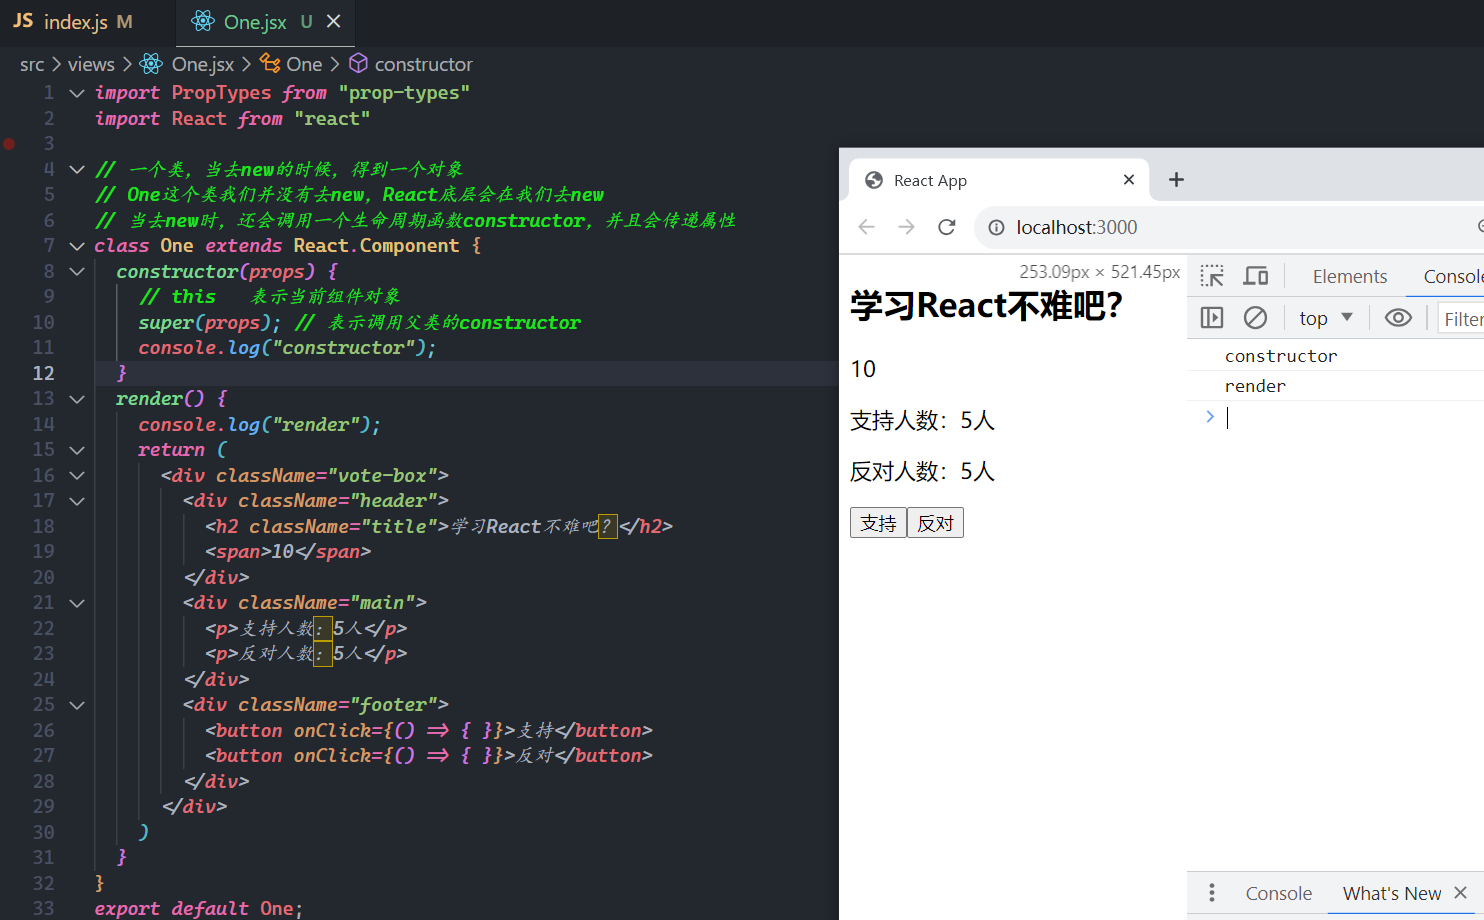 JS index.js M One.jsx U
src > views > One.jsx > One > constructor
1 import PropTypes from "prop-types"
2 import React from "react"
3
4 // 一个类，当去new的时候，得到一个对象
5 // One这个类我们并没有去new，React底层会在我们去new
6 // 当去new时，还会调用一个生命周期函数constructor，并且会传递属性
7 class One extends React.Component {
8 constructor(props) {
9 // this 表示当前组件对象
10 super(props); // 表示调用父类的constructor
11 console.log("constructor");
12 }
13 render() {
14 console.log("render");
15 return (
16 <div className="vote-box">
17 <div className="header">
18 <h2 className="title">学习React不难吧？</h2>
19 <span>10</span>
20 </div>
21 <div className="main">
22 <p>支持人数：5人</p>
23 <p>反对人数：5人</p>
24 </div>
25 <div className="footer">
26 <button onClick={() => { }}>支持</button>
27 <button onClick={() => { }}>反对</button>
28 </div>
29 </div>
30 )
31 }
32 }
33 export default One;
React App
localhost:3000
253.09px × 521.45px
学习React不难吧？
10
支持人数：5人
反对人数：5人
支持 反对
Elements Console
top Filter
constructor
render
Console What's New